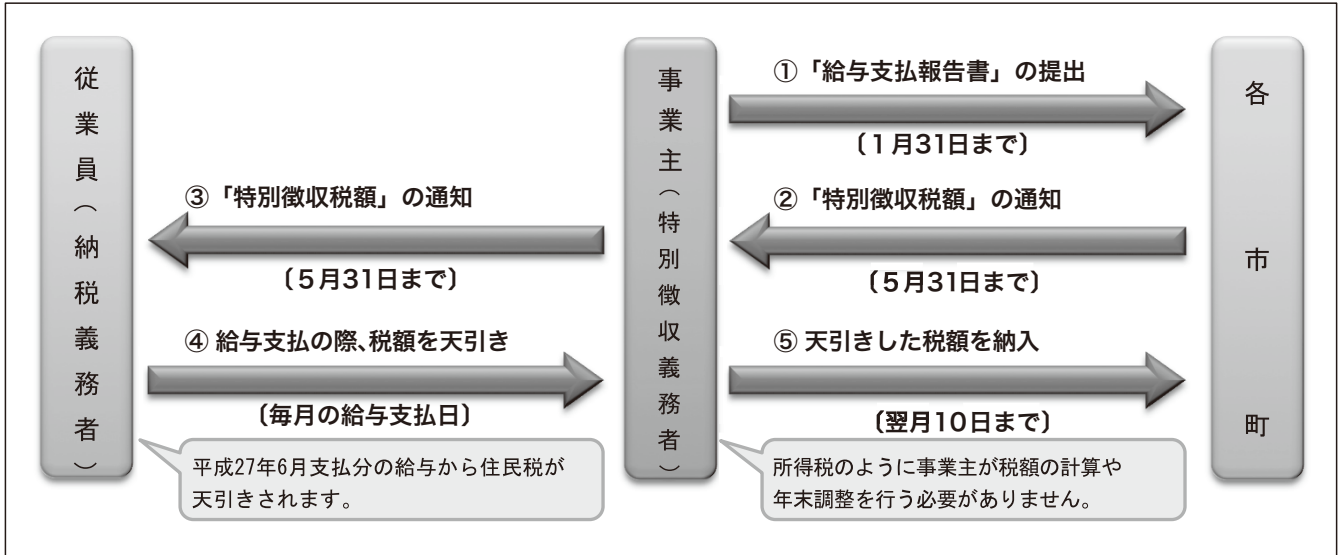 従業員（納税義務者）
事業主（特別徴収義務者）
各市町
①「給与支払報告書」の提出
〔１月31日まで〕
②「特別徴収税額」の通知
〔５月31日まで〕
③「特別徴収税額」の通知
〔５月31日まで〕
④ 給与支払の際、税額を天引き
〔毎月の給与支払日〕
⑤ 天引きした税額を納入
〔翌月10日まで〕
平成27年6月支払分の給与から住民税が
天引きされます。
所得税のように事業主が税額の計算や
年末調整を行う必要がありません。